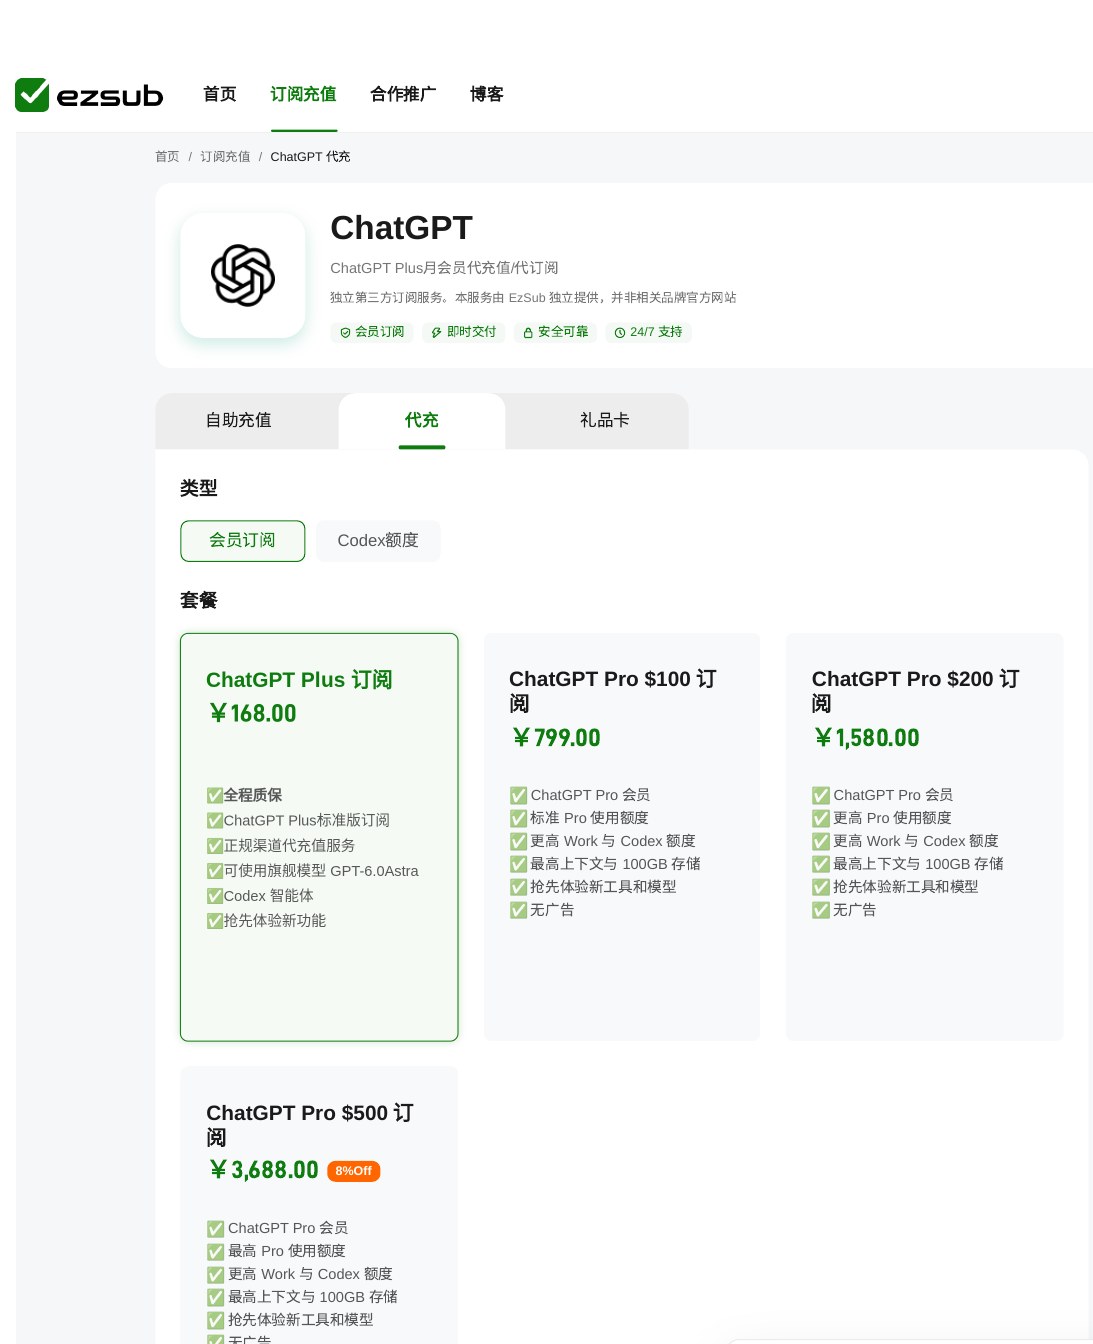 ezsub 首页 订阅充值 合作推广 博客
首页 / 订阅充值 / ChatGPT 代充
ChatGPT
ChatGPT Plus月会员代充值/代订阅
独立第三方订阅服务。本服务由 EzSub 独立提供，并非相关品牌官方网站
会员订阅 即时交付 安全可靠 24/7 支持
自助充值 代充 礼品卡
类型
会员订阅 Codex额度
套餐
ChatGPT Plus 订阅
￥168.00
✅全程质保
✅ChatGPT Plus标准版订阅
✅正规渠道代充值服务
✅可使用旗舰模型 GPT-6.0Astra
✅Codex 智能体
✅抢先体验新功能
ChatGPT Pro $100 订
阅
￥799.00
✅ ChatGPT Pro 会员
✅ 标准 Pro 使用额度
✅ 更高 Work 与 Codex 额度
✅ 最高上下文与 100GB 存储
✅ 抢先体验新工具和模型
✅ 无广告
ChatGPT Pro $200 订
阅
￥1,580.00
✅ ChatGPT Pro 会员
✅ 更高 Pro 使用额度
✅ 更高 Work 与 Codex 额度
✅ 最高上下文与 100GB 存储
✅ 抢先体验新工具和模型
✅ 无广告
ChatGPT Pro $500 订
阅
￥3,688.00 8%Off
✅ ChatGPT Pro 会员
✅ 最高 Pro 使用额度
✅ 更高 Work 与 Codex 额度
✅ 最高上下文与 100GB 存储
✅ 抢先体验新工具和模型
✅ 无广告